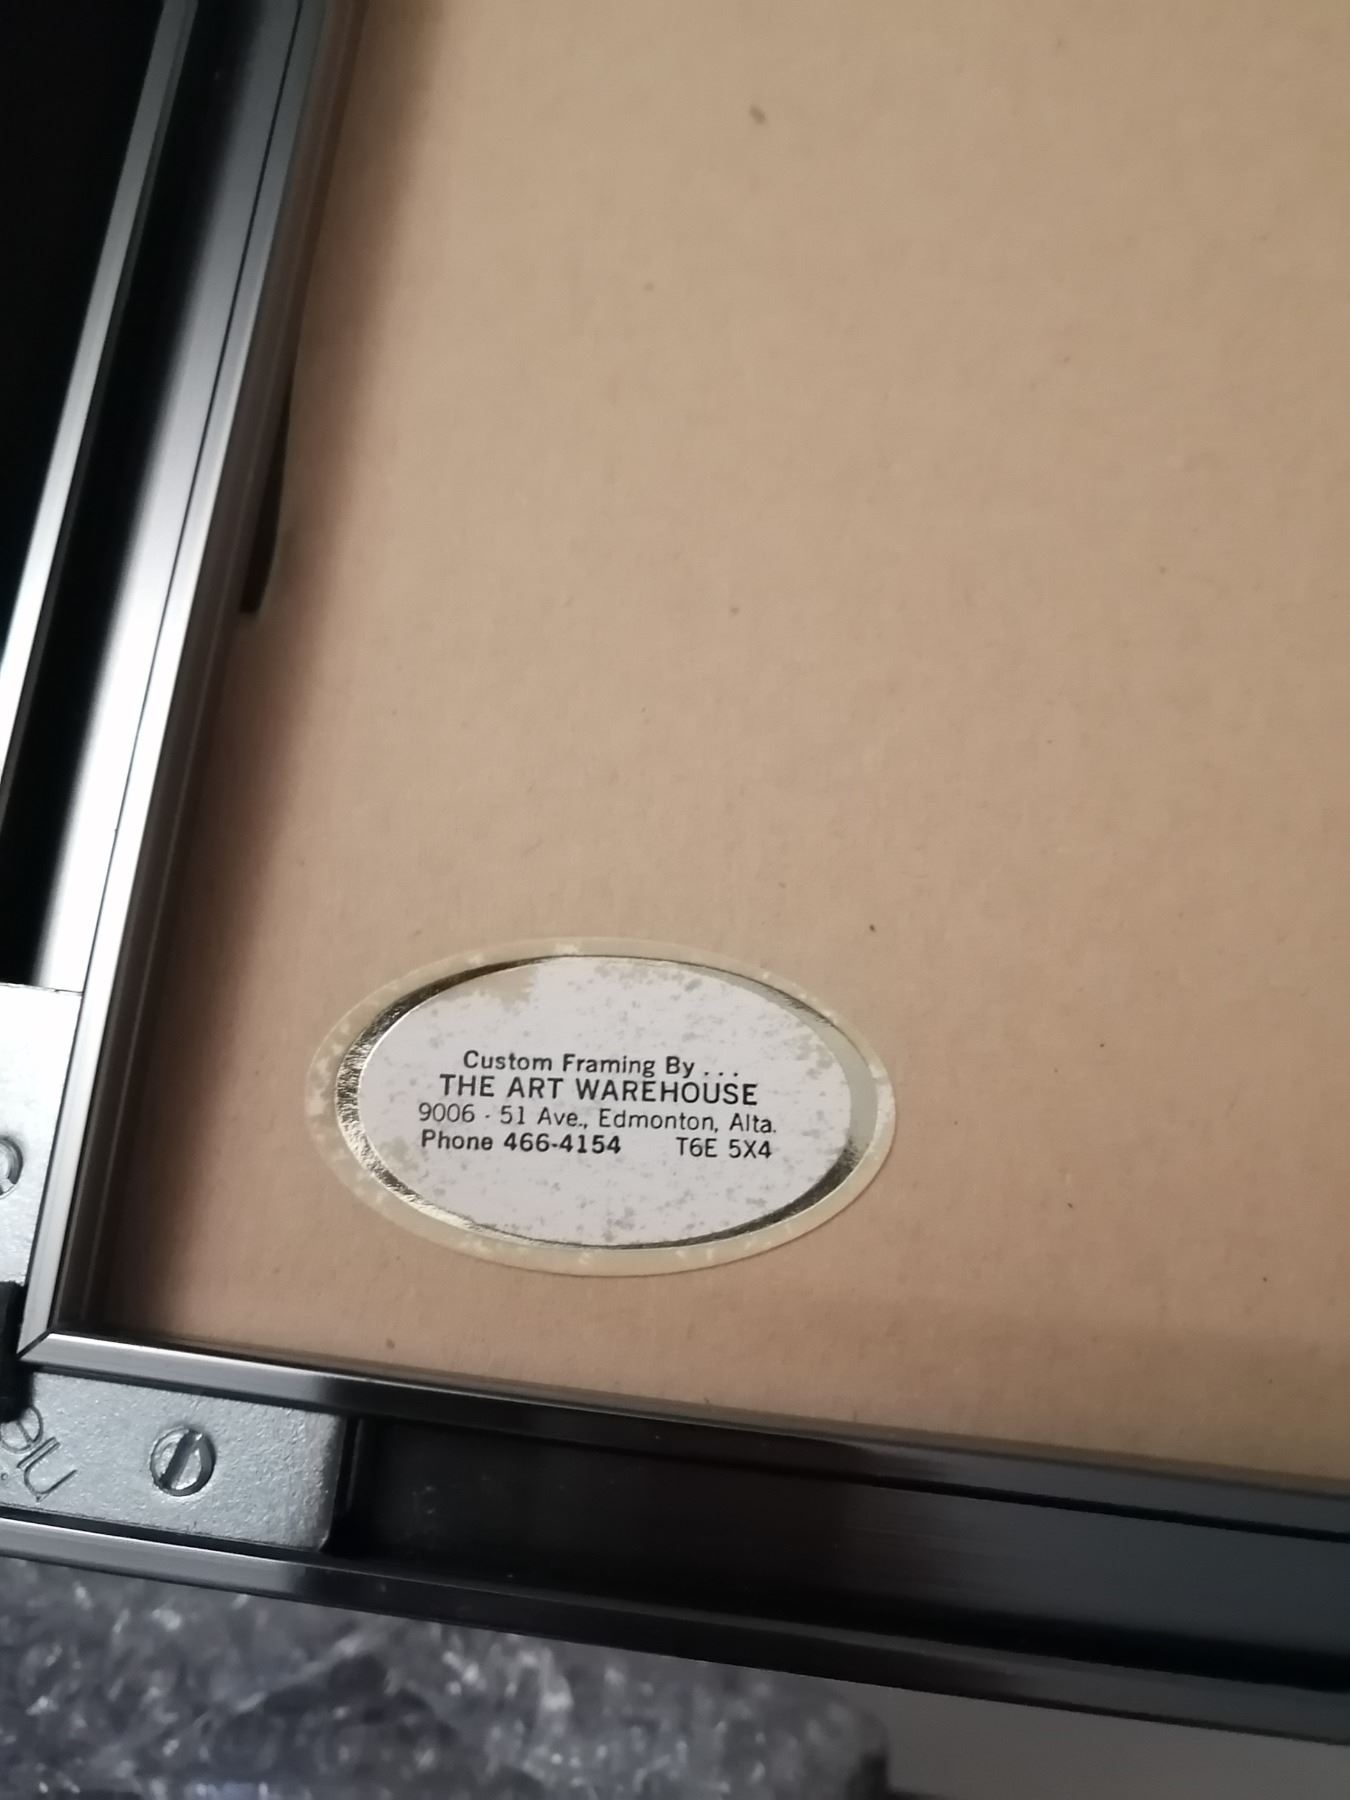 Custom Framing By . . .
THE ART WAREHOUSE
9006 - 51 Ave., Edmonton, Alta.
Phone 466-4154 T6E 5X4